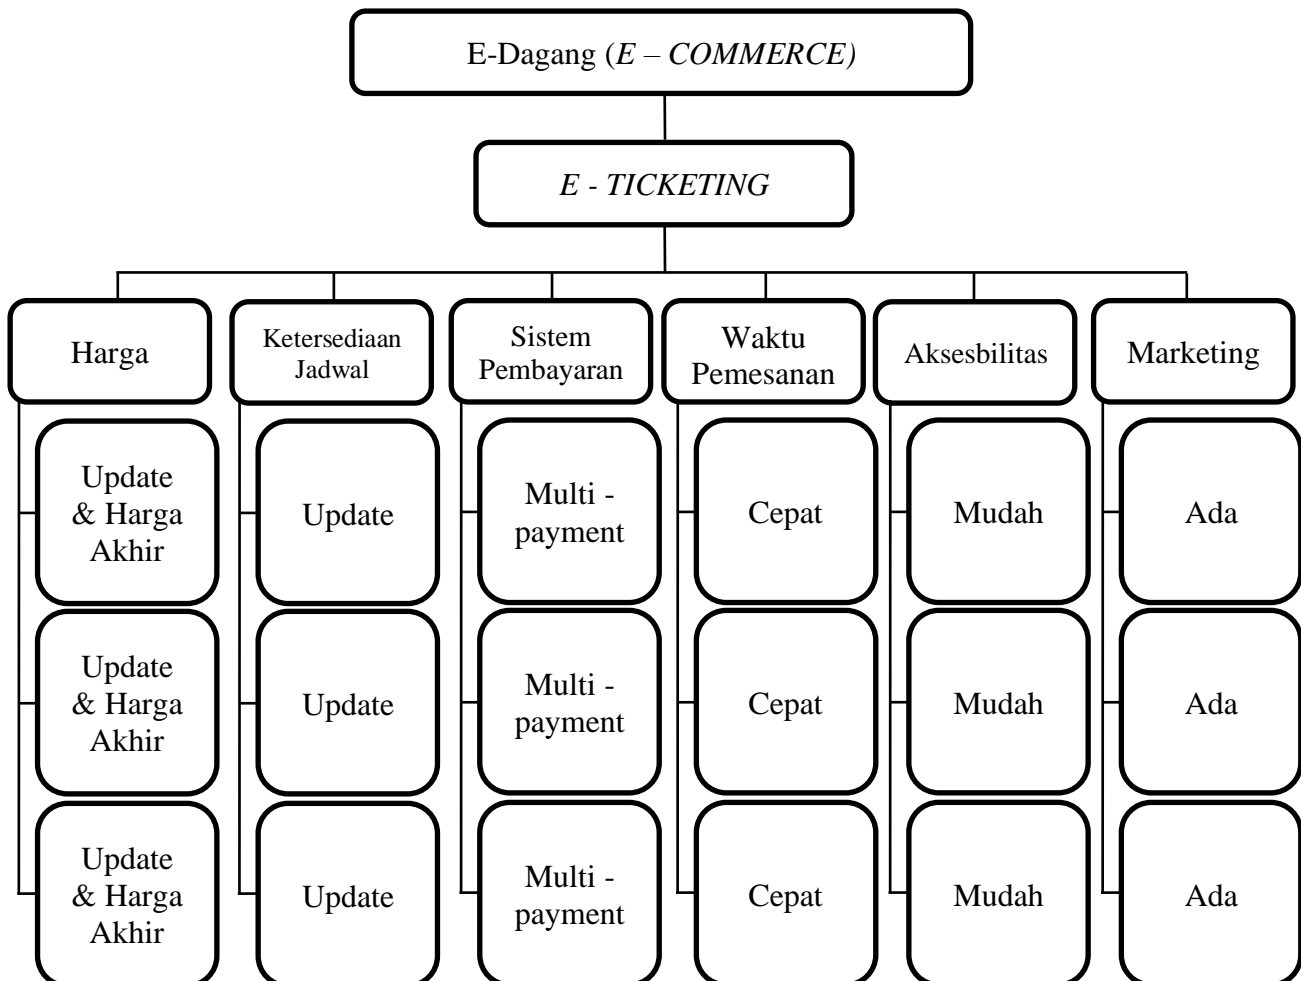 E-Dagang (E – COMMERCE)
E - TICKETING
Harga
Ketersediaan
Jadwal
Sistem
Pembayaran
Waktu
Pemesanan
Aksesbilitas
Marketing
Update
& Harga
Akhir
Update
Multi -
payment
Cepat
Mudah
Ada
Update
& Harga
Akhir
Update
Multi -
payment
Cepat
Mudah
Ada
Update
& Harga
Akhir
Update
Multi -
payment
Cepat
Mudah
Ada